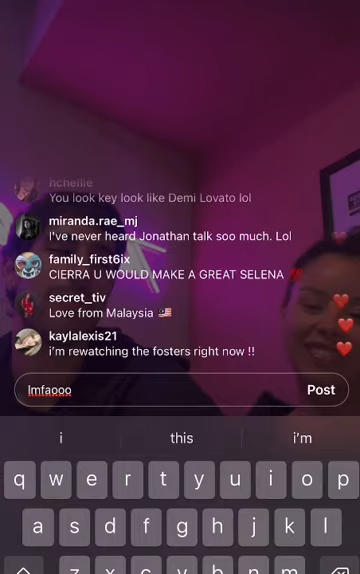 hchellie
You look key look like Demi Lovato lol
miranda.rae_mj
I've never heard Jonathan talk soo much. Lol
family_first6ix
CIERRA U WOULD MAKE A GREAT SELENA 🌹
secret_tiv
Love from Malaysia 🇲🇾
kaylalexis21
i'm rewatching the fosters right now !!
lmfaooo Post
i this i'm
q w e r t y u i o p
a s d f g h j k l
z x c v b n m